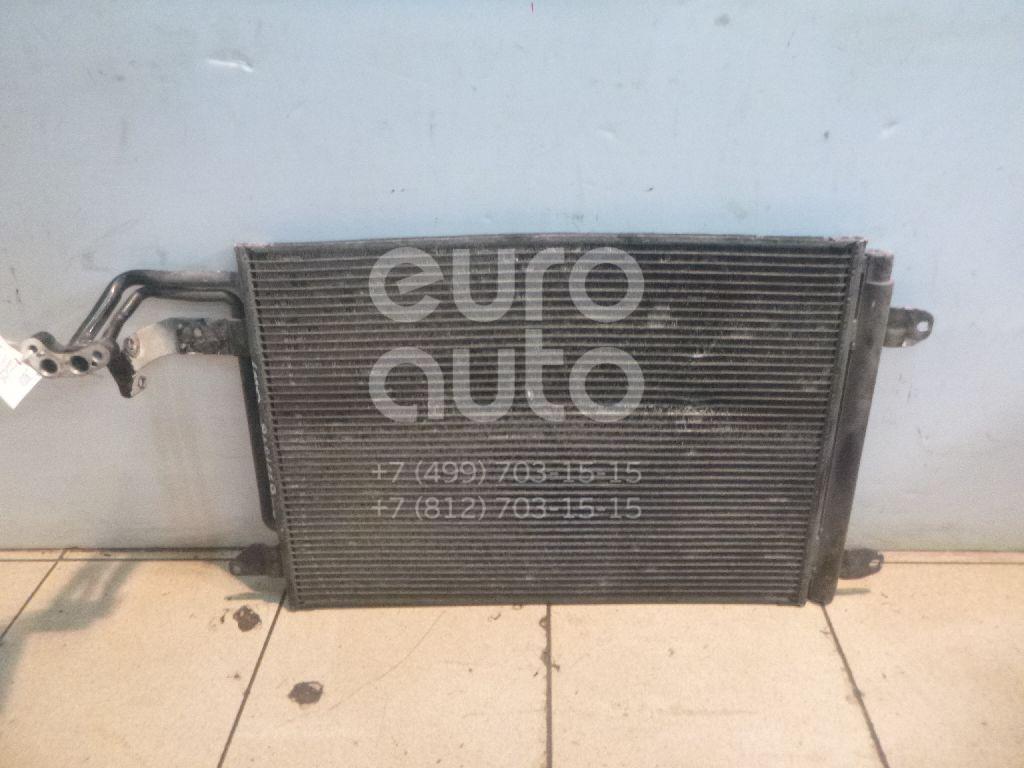 euro
auto
+7 (499) 703-15-15
+7 (812) 703-15-15